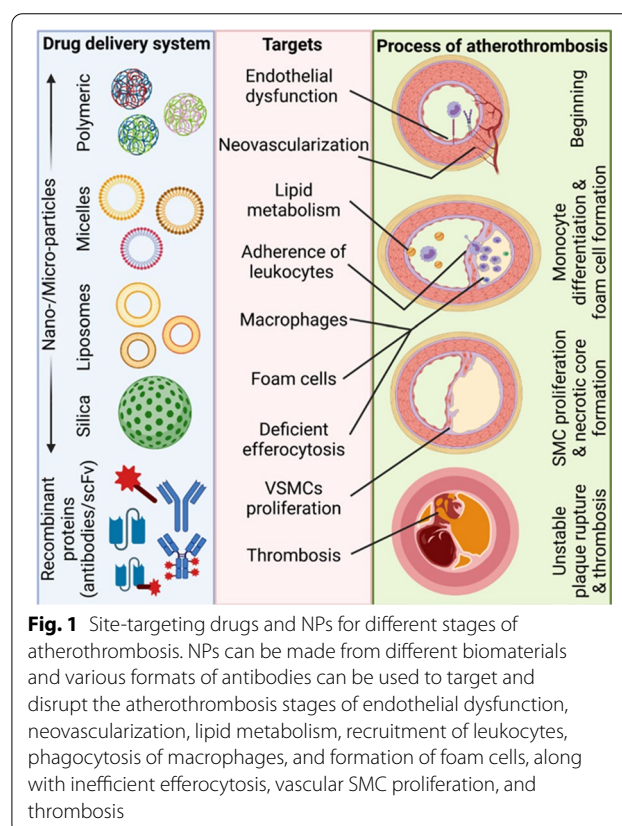 Drug delivery system
Targets
Process of atherothrombosis
Nano-/Micro-particles
Polymeric
Micelles
Liposomes
Silica
Recombinant
proteins
(antibodies/scFv)
Endothelial
dysfunction
Neovascularization
Lipid
metabolism
Adherence of
leukocytes
Macrophages
Foam cells
Deficient
efferocytosis
VSMCs
proliferation
Thrombosis
Beginning
Monocyte
differentiation &
foam cell formation
SMC proliferation
& necrotic core
formation
Unstable
plaque rupture
& thrombosis
Fig. 1 Site-targeting drugs and NPs for different stages of
atherothrombosis. NPs can be made from different biomaterials
and various formats of antibodies can be used to target and
disrupt the atherothrombosis stages of endothelial dysfunction,
neovascularization, lipid metabolism, recruitment of leukocytes,
phagocytosis of macrophages, and formation of foam cells, along
with inefficient efferocytosis, vascular SMC proliferation, and
thrombosis